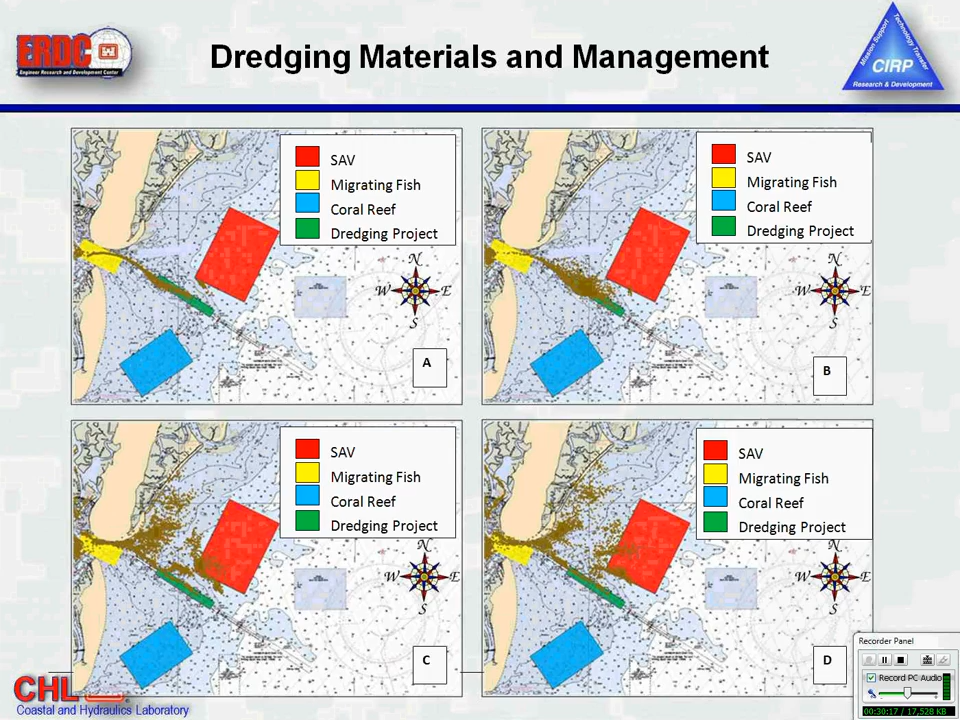 ERDC
Engineer Research and Development Center
Dredging Materials and Management
Mission Support
Technology Transfer
CIRP
Research & Development
SAV
Migrating Fish
Coral Reef
Dredging Project
N
W
E
S
A
SAV
Migrating Fish
Coral Reef
Dredging Project
N
W
E
S
B
SAV
Migrating Fish
Coral Reef
Dredging Project
N
W
E
S
C
SAV
Migrating Fish
Coral Reef
Dredging Project
N
W
E
S
D
CHL
Coastal and Hydraulics Laboratory
Recorder Panel
Record PC Audio
00:30:17 / 17,528 KB